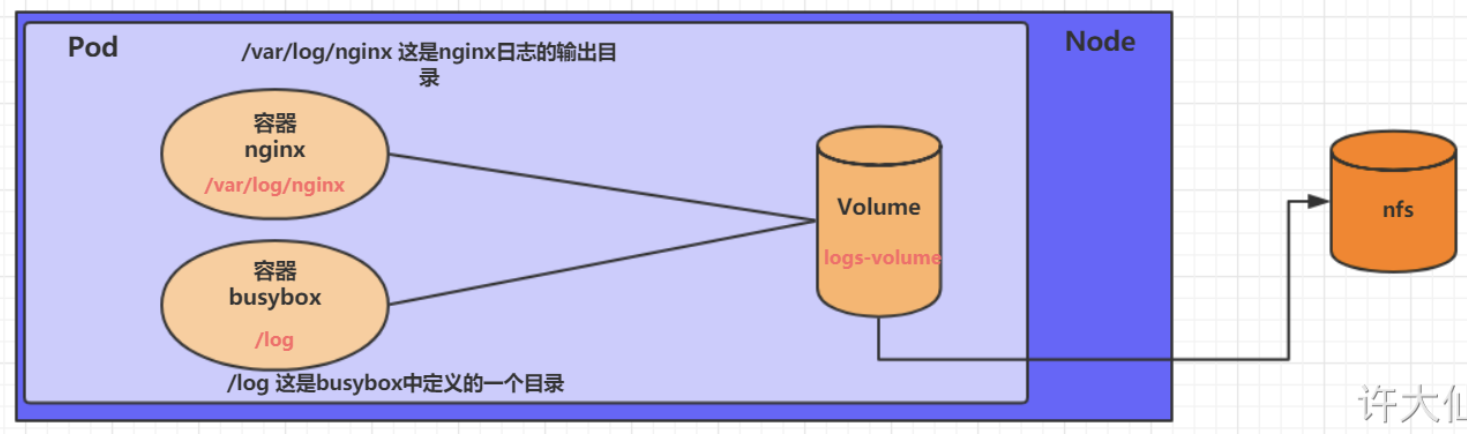 Pod
/var/log/nginx 这是nginx日志的输出目
录
Node
容器
nginx
/var/log/nginx
容器
busybox
/log
/log 这是busybox中定义的一个目录
Volume
logs-volume
nfs
许大仙